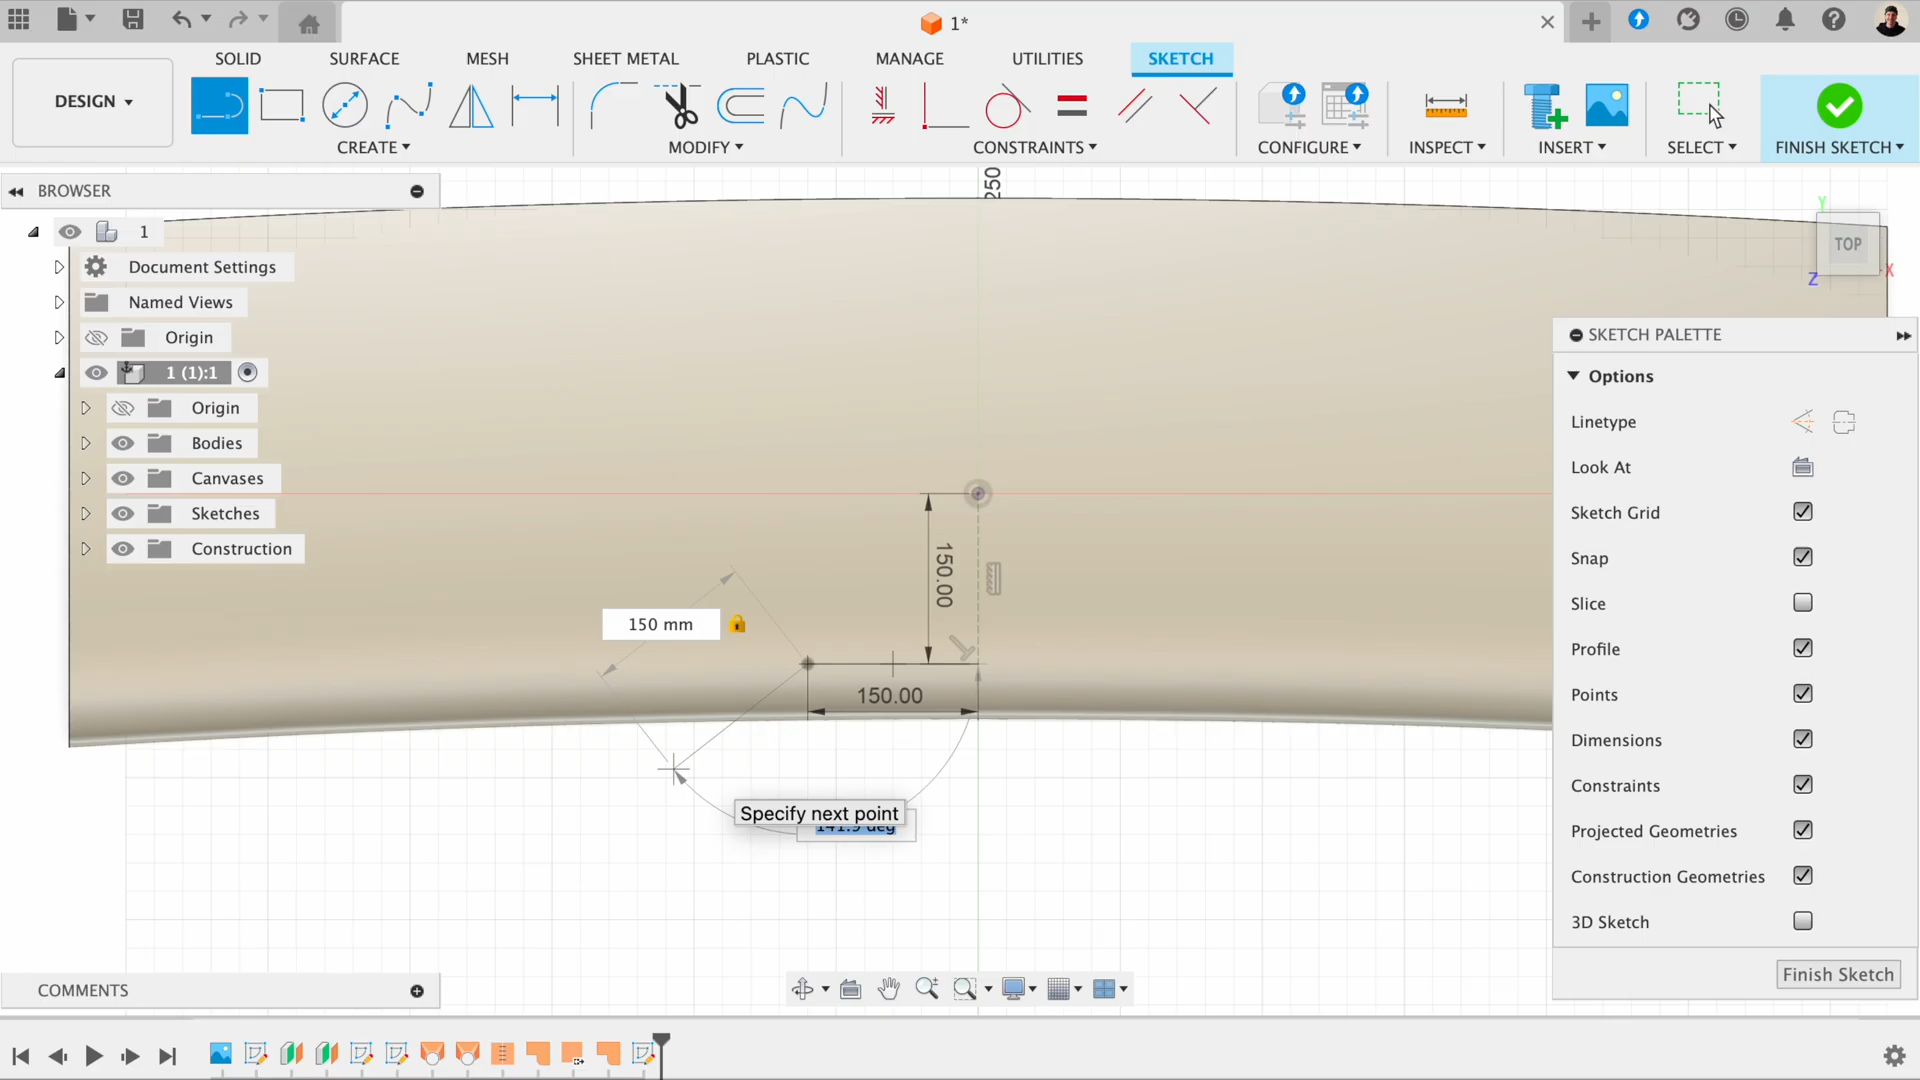 1*
SOLID
SURFACE
MESH
SHEET METAL
PLASTIC
MANAGE
UTILITIES
SKETCH
DESIGN
CREATE
MODIFY
CONSTRAINTS
CONFIGURE
INSPECT
INSERT
SELECT
FINISH SKETCH
BROWSER
250
1
Document Settings
Named Views
Origin
1 (1):1
Origin
Bodies
Canvases
Sketches
Construction
Y
TOP
X
Z
SKETCH PALETTE
Options
Linetype
Look At
Sketch Grid
Snap
Slice
Profile
Points
Dimensions
Constraints
Projected Geometries
Construction Geometries
3D Sketch
Finish Sketch
150.00
150 mm
150.00
Specify next point
141.9 deg
COMMENTS